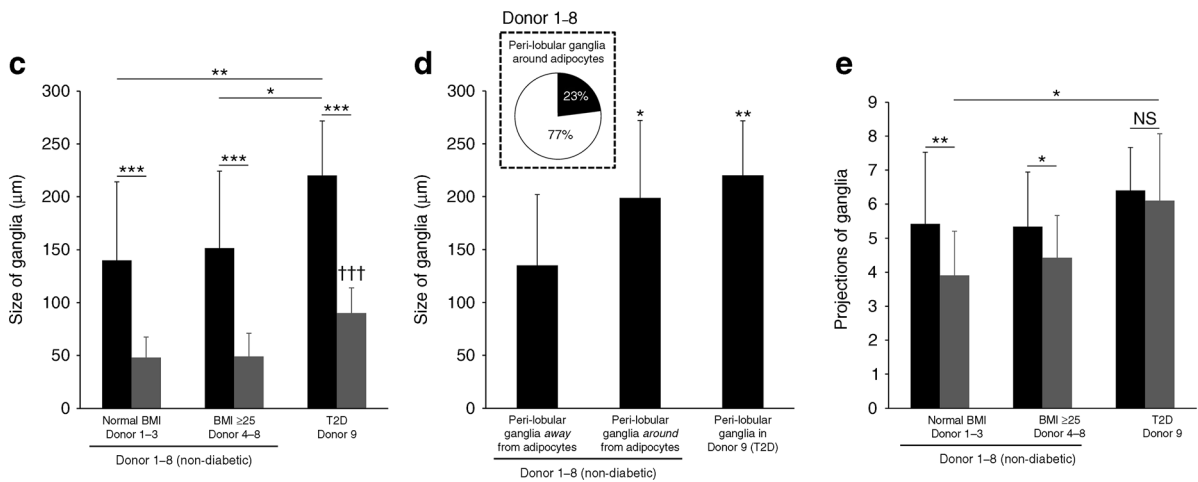 c
Size of ganglia (μm)
300
250
200
150
100
50
0
**
*
***
***
***
†††
Normal BMI
Donor 1–3
BMI ≥25
Donor 4–8
T2D
Donor 9
Donor 1–8 (non-diabetic)
d
Donor 1–8
Peri-lobular ganglia
around adipocytes
23%
77%
Size of ganglia (μm)
300
250
200
150
100
50
0
*
**
Peri-lobular
ganglia away
from adipocytes
Peri-lobular
ganglia around
from adipocytes
Peri-lobular
ganglia in
Donor 9 (T2D)
Donor 1–8 (non-diabetic)
e
Projections of ganglia
9
8
7
6
5
4
3
2
1
0
*
**
*
NS
Normal BMI
Donor 1–3
BMI ≥25
Donor 4–8
T2D
Donor 9
Donor 1–8 (non-diabetic)